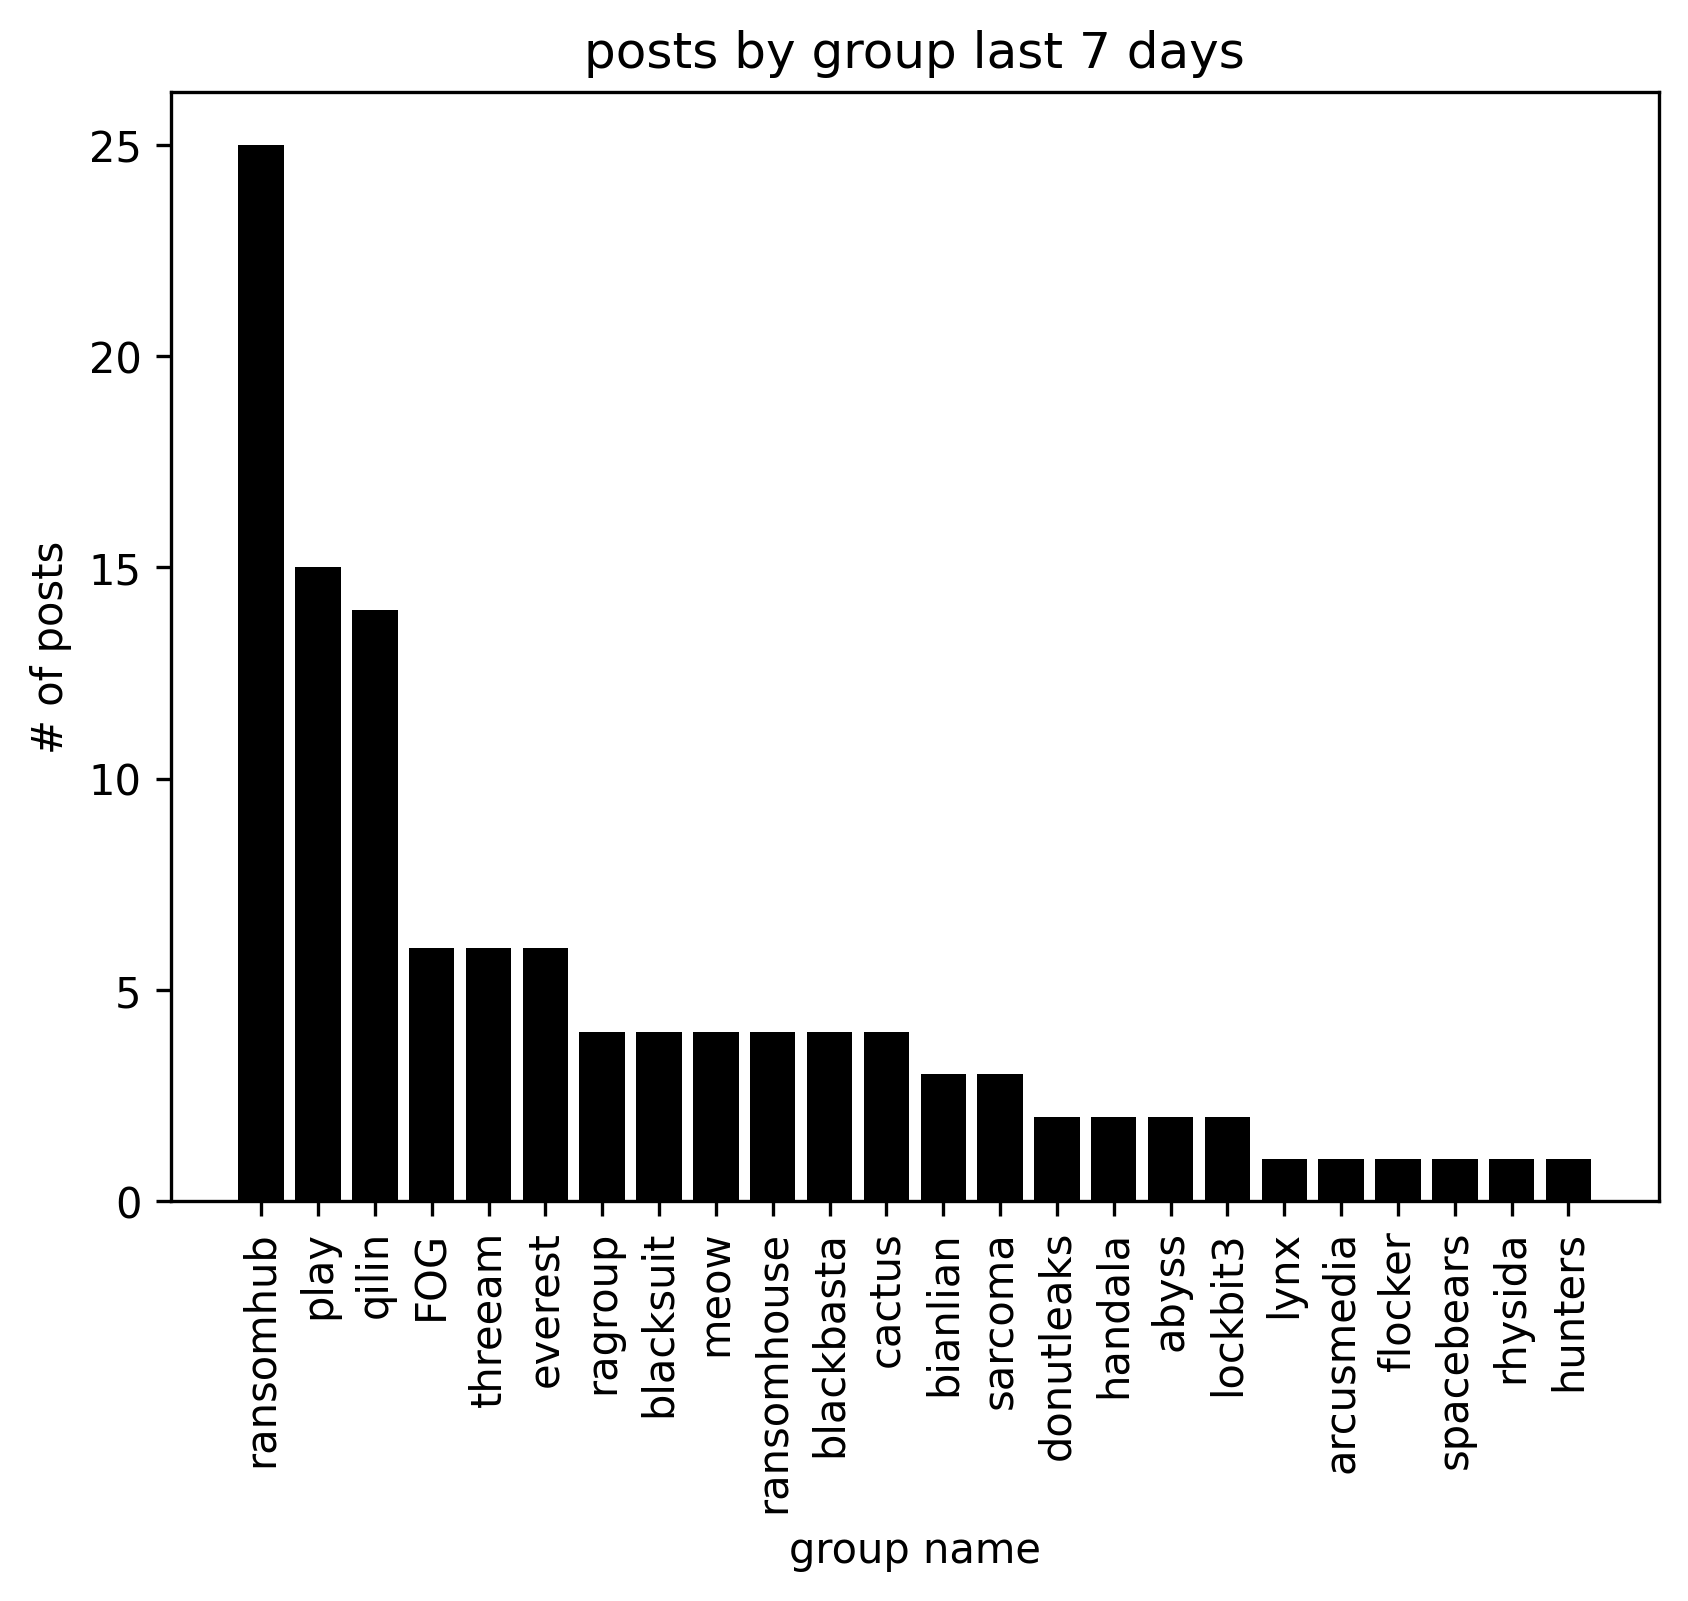 posts by group last 7 days
# of posts
25
20
15
10
5
0
ransomhub
play
qilin
FOG
threeam
everest
ragroup
blacksuit
meow
ransomhouse
blackbasta
cactus
bianlian
sarcoma
donutleaks
handala
abyss
lockbit3
lynx
arcusmedia
flocker
spacebears
rhysida
hunters
group name